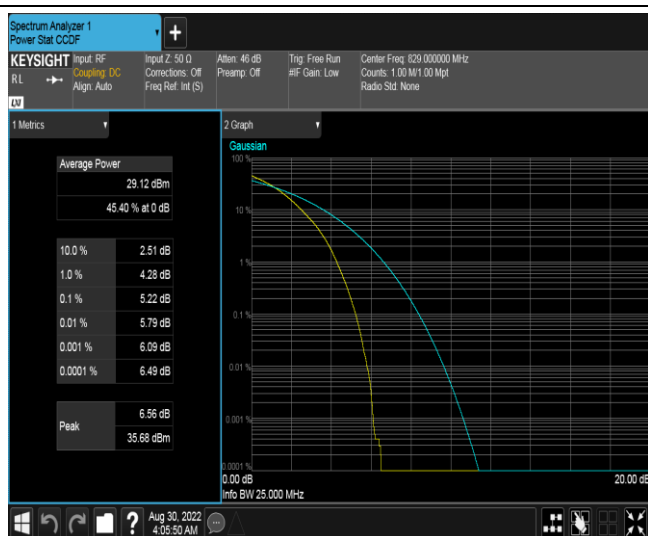 Spectrum Analyzer 1
Power Stat CCDF
+
KEYSIGHT
RL
LXI
Input: RF
Coupling: DC
Align: Auto
Input Z: 50 Ω
Corrections: Off
Freq Ref: Int (S)
Atten: 46 dB
Preamp: Off
Trig: Free Run
#IF Gain: Low
Center Freq: 829.000000 MHz
Counts: 1.00 M/1.00 Mpt
Radio Std: None
1 Metrics
Average Power
29.12 dBm
45.40 % at 0 dB
10.0 % 2.51 dB
1.0 % 4.28 dB
0.1 % 5.22 dB
0.01 % 5.79 dB
0.001 % 6.09 dB
0.0001 % 6.49 dB
Peak
6.56 dB
35.68 dBm
2 Graph
Gaussian
100 %
10 %
1 %
0.1 %
0.01 %
0.001 %
0.0001 %
0.00 dB 20.00 dB
Info BW 25.000 MHz
?
Aug 30, 2022
4:05:50 AM